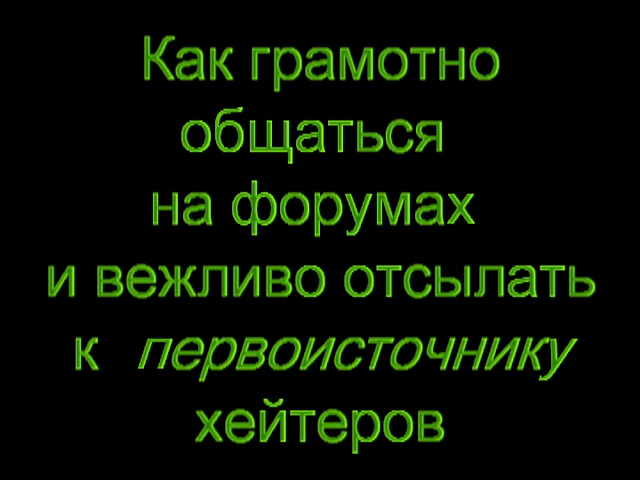 Как грамотно
общаться
на форумах
и вежливо отсылать
к первоисточнику
хейтеров